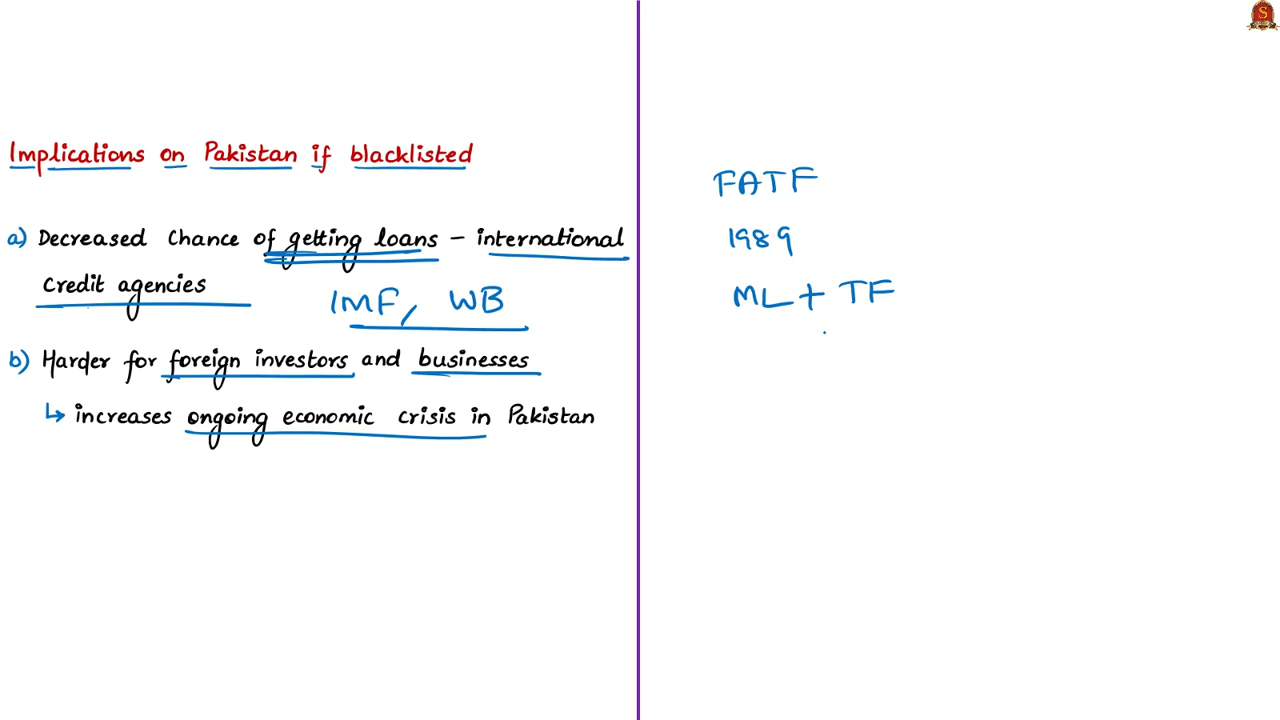 Implications on Pakistan if blacklisted
a) Decreased Chance of getting loans – international
Credit agencies
IMF, WB
b) Harder for foreign investors and businesses
↳ increases ongoing economic crisis in Pakistan
FATF
1989
ML + TF
S